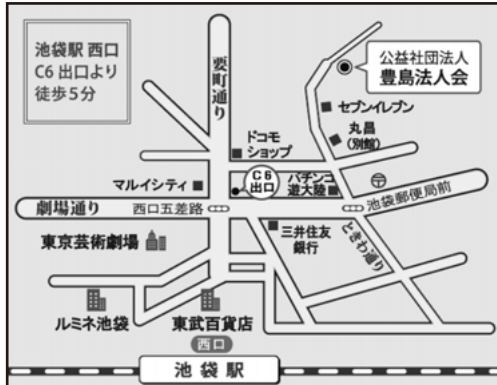 池袋駅 西口
C6 出口より
徒歩5分
要町通り
公益社団法人
豊島法人会
セブンイレブン
ドコモ
ショップ
丸昌
(別館)
C6
出口
マルイシティ
パチンコ
遊大陸
劇場通り
西口五差路
池袋郵便局前
東京芸術劇場
三井住友
銀行
ときわ通り
ルミネ池袋
東武百貨店
西口
池袋駅